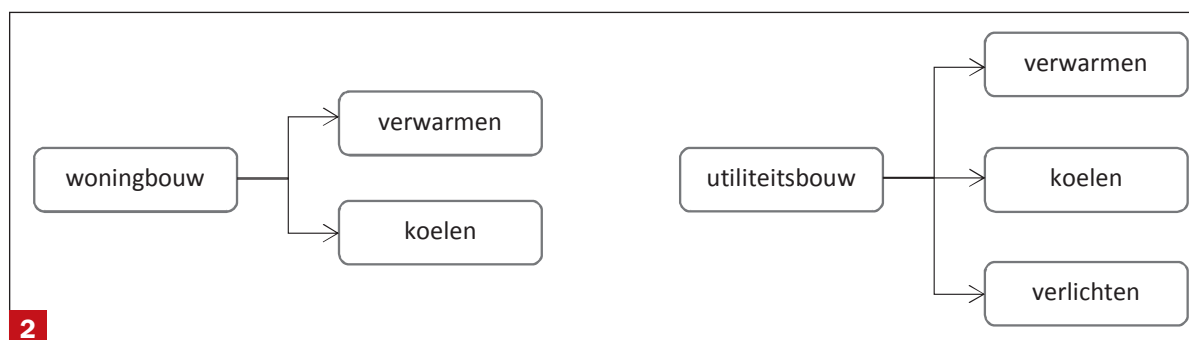 woningbouw
verwarmen
koelen
utiliteitsbouw
verwarmen
koelen
verlichten
2